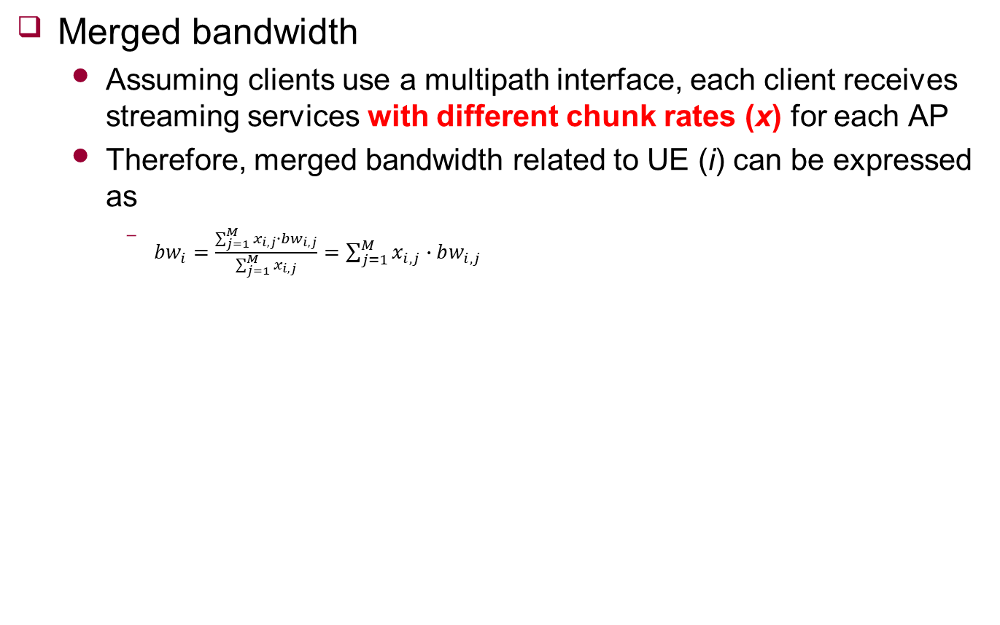 ❑ Merged bandwidth
● Assuming clients use a multipath interface, each client receives
streaming services with different chunk rates (x) for each AP
● Therefore, merged bandwidth related to UE (i) can be expressed
as
– $bw_i = \frac{\sum_{j=1}^{M} x_{i,j} \cdot bw_{i,j}}{\sum_{j=1}^{M} x_{i,j}} = \sum_{j=1}^{M} x_{i,j} \cdot bw_{i,j}$